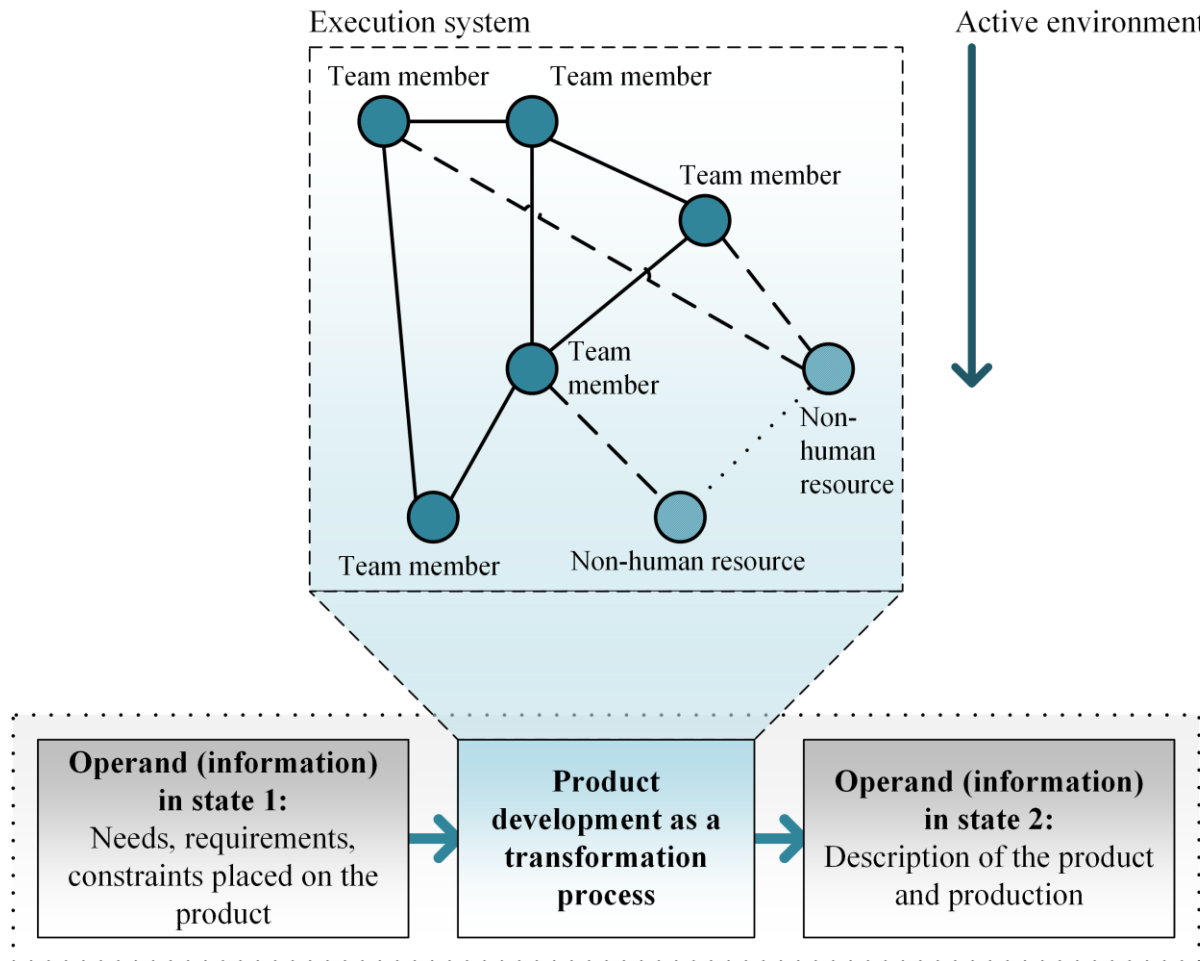 Execution system
Active environment
Team member
Team member
Team member
Team
member
Non-
human
resource
Team member
Non-human resource
Operand (information)
in state 1:
Needs, requirements,
constraints placed on the
product
Product
development as a
transformation
process
Operand (information)
in state 2:
Description of the product
and production